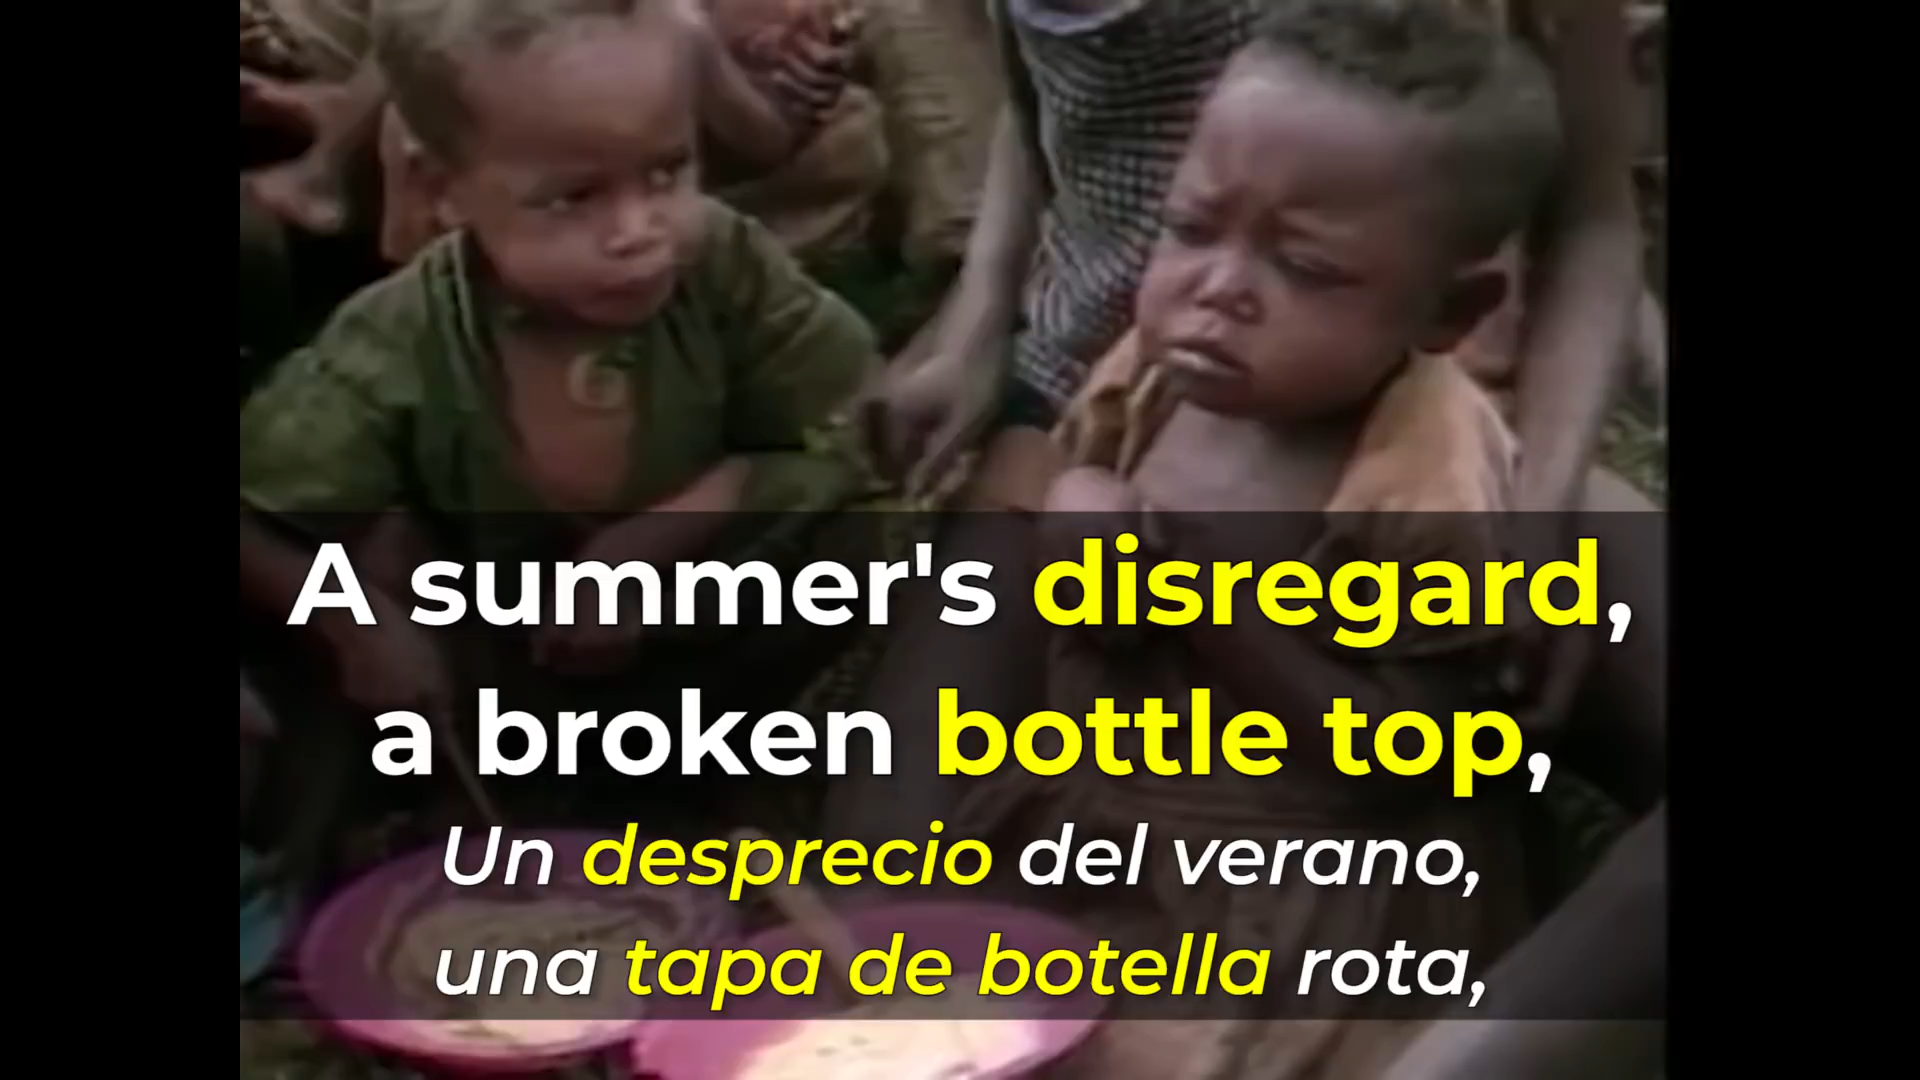 A summer's disregard,
a broken bottle top,
Un desprecio del verano,
una tapa de botella rota,